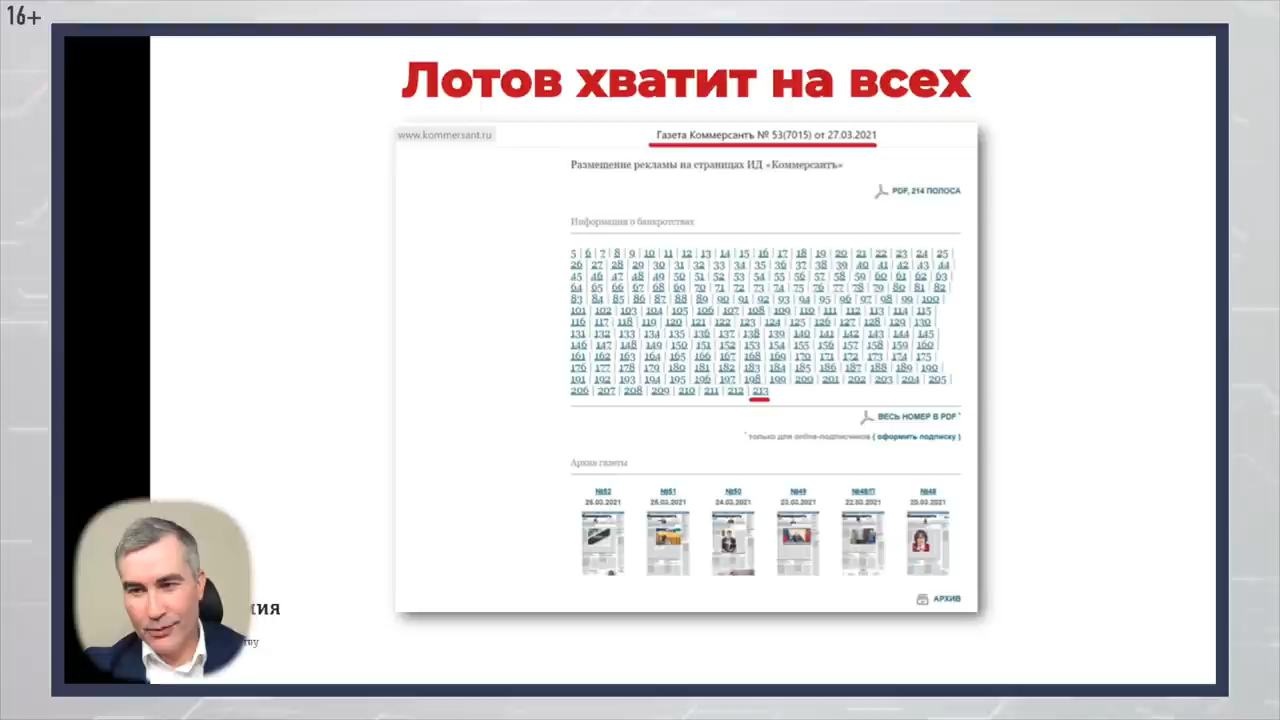 16+
Лотов хватит на всех
www.kommersant.ru
Газета Коммерсантъ № 53(7015) от 27.03.2021
Размещение рекламы на страницах ИД «Коммерсантъ»
PDF, 214 ПОЛОСА
Информация о банкротствах
5 | 6 | 7 | 8 | 9 | 10 | 11 | 12 | 13 | 14 | 15 | 16 | 17 | 18 | 19 | 20 | 21 | 22 | 23 | 24 | 25 |
26 | 27 | 28 | 29 | 30 | 31 | 32 | 33 | 34 | 35 | 36 | 37 | 38 | 39 | 40 | 41 | 42 | 43 | 44 |
45 | 46 | 47 | 48 | 49 | 50 | 51 | 52 | 53 | 54 | 55 | 56 | 57 | 58 | 59 | 60 | 61 | 62 | 63 |
64 | 65 | 66 | 67 | 68 | 69 | 70 | 71 | 72 | 73 | 74 | 75 | 76 | 77 | 78 | 79 | 80 | 81 | 82 |
83 | 84 | 85 | 86 | 87 | 88 | 89 | 90 | 91 | 92 | 93 | 94 | 95 | 96 | 97 | 98 | 99 | 100 |
101 | 102 | 103 | 104 | 105 | 106 | 107 | 108 | 109 | 110 | 111 | 112 | 113 | 114 | 115 |
116 | 117 | 118 | 119 | 120 | 121 | 122 | 123 | 124 | 125 | 126 | 127 | 128 | 129 | 130 |
131 | 132 | 133 | 134 | 135 | 136 | 137 | 138 | 139 | 140 | 141 | 142 | 143 | 144 | 145 |
146 | 147 | 148 | 149 | 150 | 151 | 152 | 153 | 154 | 155 | 156 | 157 | 158 | 159 | 160 |
161 | 162 | 163 | 164 | 165 | 166 | 167 | 168 | 169 | 170 | 171 | 172 | 173 | 174 | 175 |
176 | 177 | 178 | 179 | 180 | 181 | 182 | 183 | 184 | 185 | 186 | 187 | 188 | 189 | 190 |
191 | 192 | 193 | 194 | 195 | 196 | 197 | 198 | 199 | 200 | 201 | 202 | 203 | 204 | 205 |
206 | 207 | 208 | 209 | 210 | 211 | 212 | 213
ВЕСЬ НОМЕР В PDF *
* только для online-подписчиков ( оформить подписку )
Архив газеты
№52 №51 №50 №49 №48/П №48
26.03.2021 25.03.2021 24.03.2021 23.03.2021 22.03.2021 20.03.2021
АРХИВ